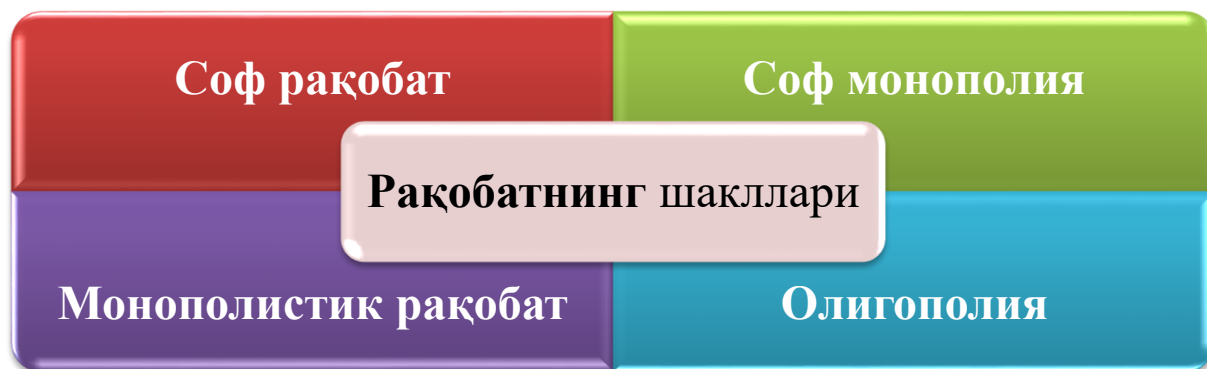 Соф рақобат
Соф монополия
Рақобатнинг шакллари
Монополистик рақобат
Олигополия